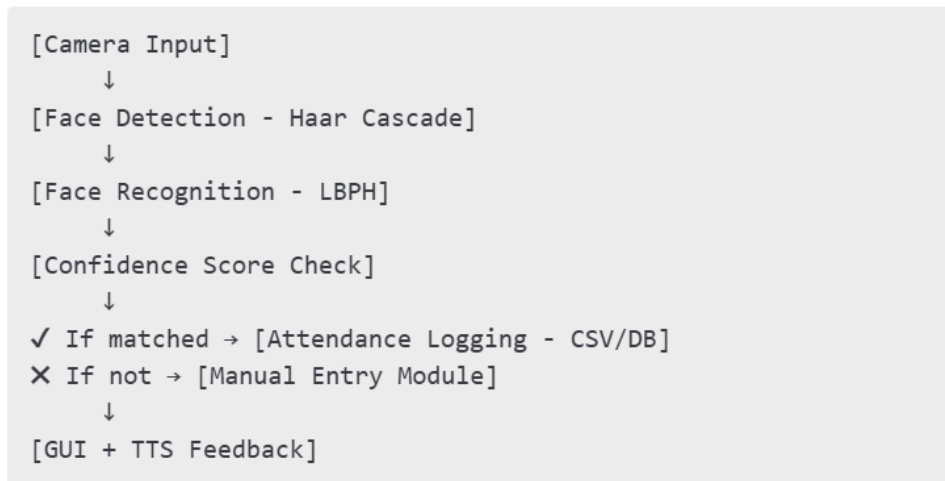 [Camera Input]
↓
[Face Detection - Haar Cascade]
↓
[Face Recognition - LBPH]
↓
[Confidence Score Check]
↓
✓ If matched → [Attendance Logging - CSV/DB]
✕ If not → [Manual Entry Module]
↓
[GUI + TTS Feedback]